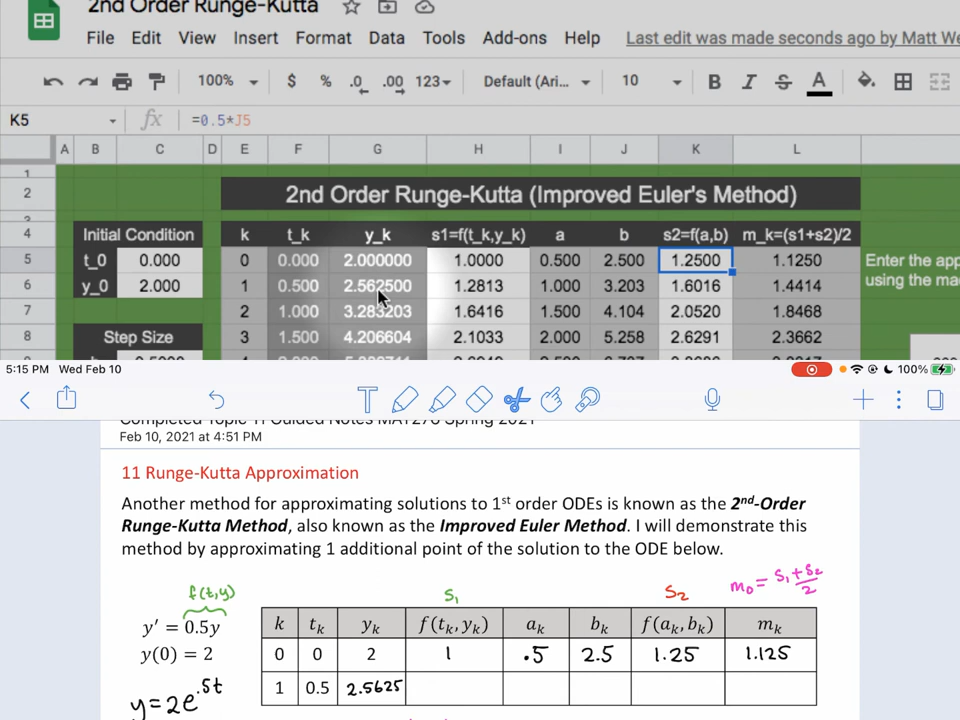 2nd Order Runge-Kutta
File Edit View Insert Format Data Tools Add-ons Help Last edit was made seconds ago by Matt We
100% $ % .0 .00 123 Default (Ari... 10 B I S A
K5 fx =0.5*J5
A B C D E F G H I J K L
1
2 2nd Order Runge-Kutta (Improved Euler's Method)
3
4 Initial Condition k t_k y_k s1=f(t_k,y_k) a b s2=f(a,b) m_k=(s1+s2)/2
5 t_0 0.000 0 0.000 2.000000 1.0000 0.500 2.500 1.2500 1.1250 Enter the app
6 y_0 2.000 1 0.500 2.562500 1.2813 1.000 3.203 1.6016 1.4414 using the ma
7 2 1.000 3.283203 1.6416 1.500 4.104 2.0520 1.8468
8 Step Size 3 1.500 4.206604 2.1033 2.000 5.258 2.6291 2.3662
5:15 PM Wed Feb 10 100%
Completed Topic 11 Guided Notes MAT276 Spring 2021
Feb 10, 2021 at 4:51 PM
11 Runge-Kutta Approximation
Another method for approximating solutions to 1st order ODEs is known as the 2nd-Order
Runge-Kutta Method, also known as the Improved Euler Method. I will demonstrate this
method by approximating 1 additional point of the solution to the ODE below.
f(t,y) S1 S2 m0 = S1+S2/2
y′ = 0.5y k tk yk f(tk, yk) ak bk f(ak, bk) mk
y(0) = 2 0 0 2 1 .5 2.5 1.25 1.125
y=2e^.5t 1 0.5 2.5625